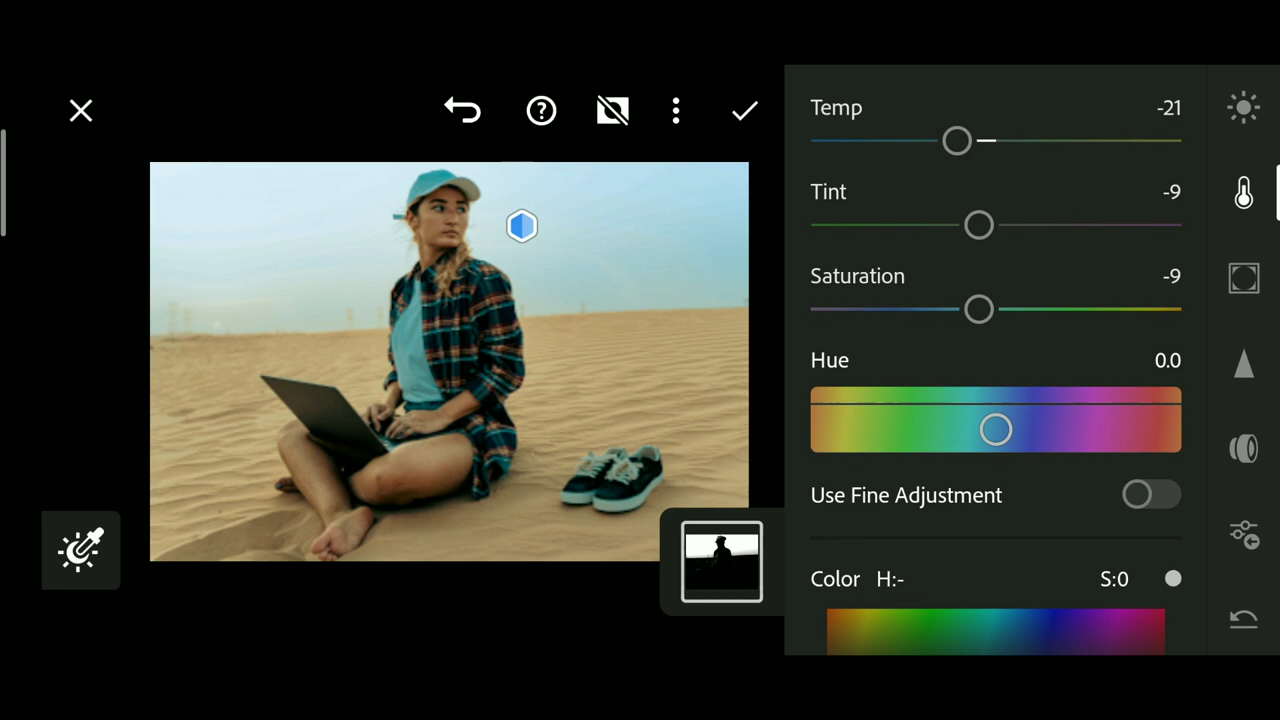 Temp -21
Tint -9
Saturation -9
Hue 0.0
Use Fine Adjustment
Color H:- S:0